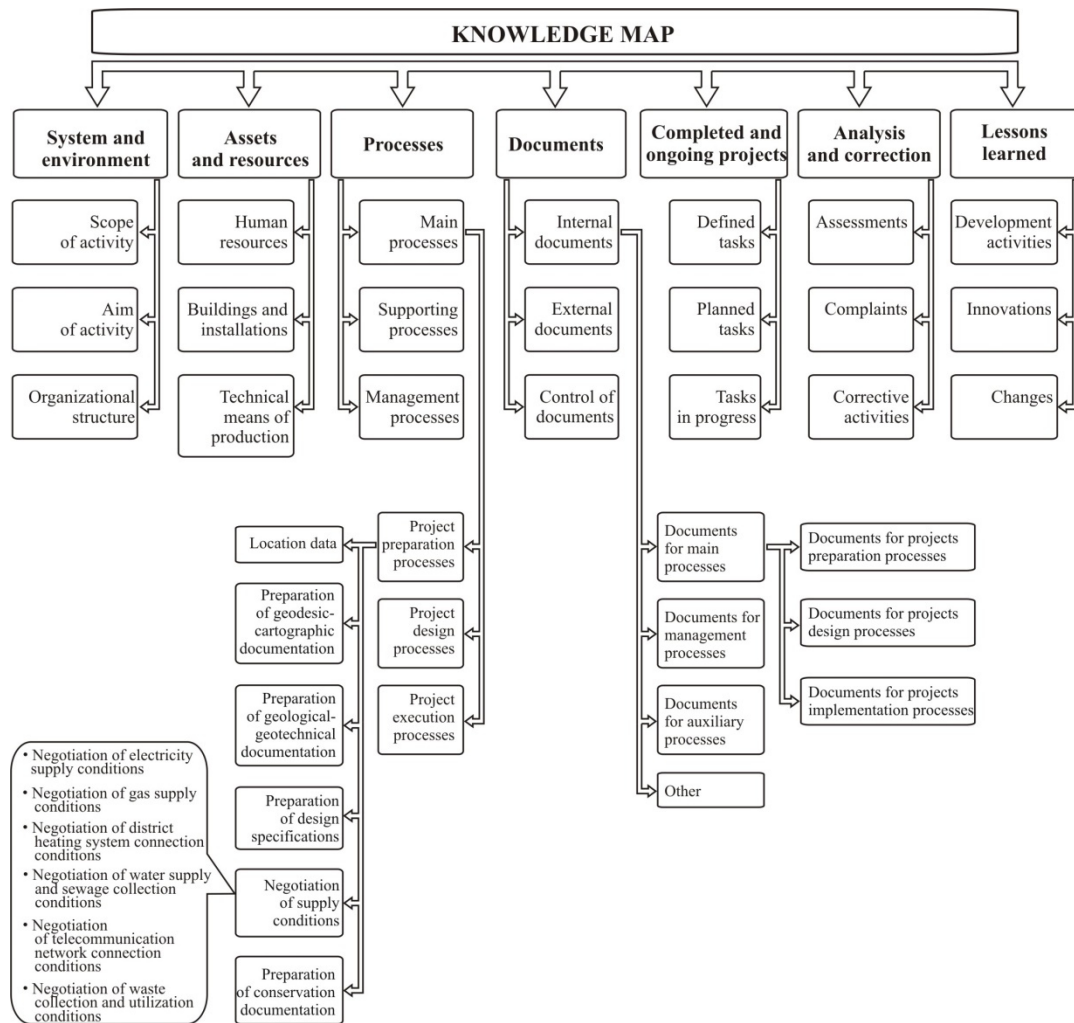 KNOWLEDGE MAP
System and
environment
Assets
and resources
Processes
Documents
Completed and
ongoing projects
Analysis
and correction
Lessons
learned
Scope
of activity
Aim
of activity
Organizational
structure
Human
resources
Buildings and
installations
Technical
means of
production
Main
processes
Supporting
processes
Management
processes
Internal
documents
External
documents
Control of
documents
Defined
tasks
Planned
tasks
Tasks
in progress
Assessments
Complaints
Corrective
activities
Development
activities
Innovations
Changes
Project
preparation
processes
Project
design
processes
Project
execution
processes
Location data
Preparation
of geodesic-
cartographic
documentation
Preparation
of geological-
geotechnical
documentation
Preparation
of design
specifications
Negotiation
of supply
conditions
Preparation
of conservation
documentation
• Negotiation of electricity
supply conditions
• Negotiation of gas supply
conditions
• Negotiation of district
heating system connection
conditions
• Negotiation of water supply
and sewage collection
conditions
• Negotiation
of telecommunication
network connection
conditions
• Negotiation of waste
collection and utilization
conditions
Documents
for main
processes
Documents for
management
processes
Documents
for auxiliary
processes
Other
Documents for projects
preparation processes
Documents for projects
design processes
Documents for projects
implementation processes